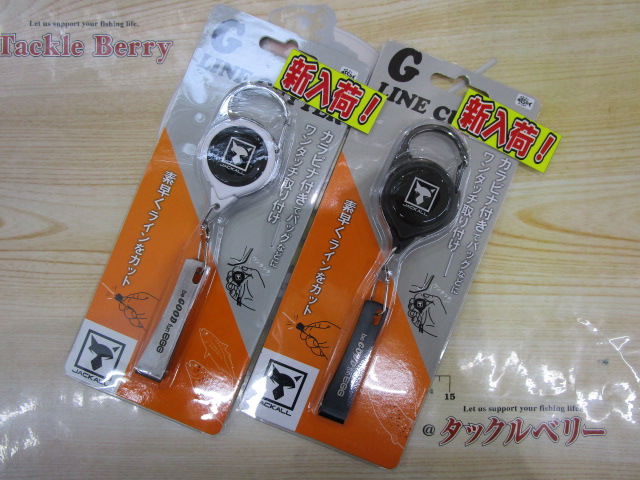 Let us support your fishing life.
Tackle Berry
新入荷！
素早くラインをカット
カラビナ付きでバックなどに
ワンタッチ取り付け
JACKALL
JACKALL
G
LINE CU
新入荷！
素早くラインをカット
カラビナ付きでバックなどに
ワンタッチ取り付け
JACKALL
JACKALL
15
Let us support your fishing life.
@ タックルベリー